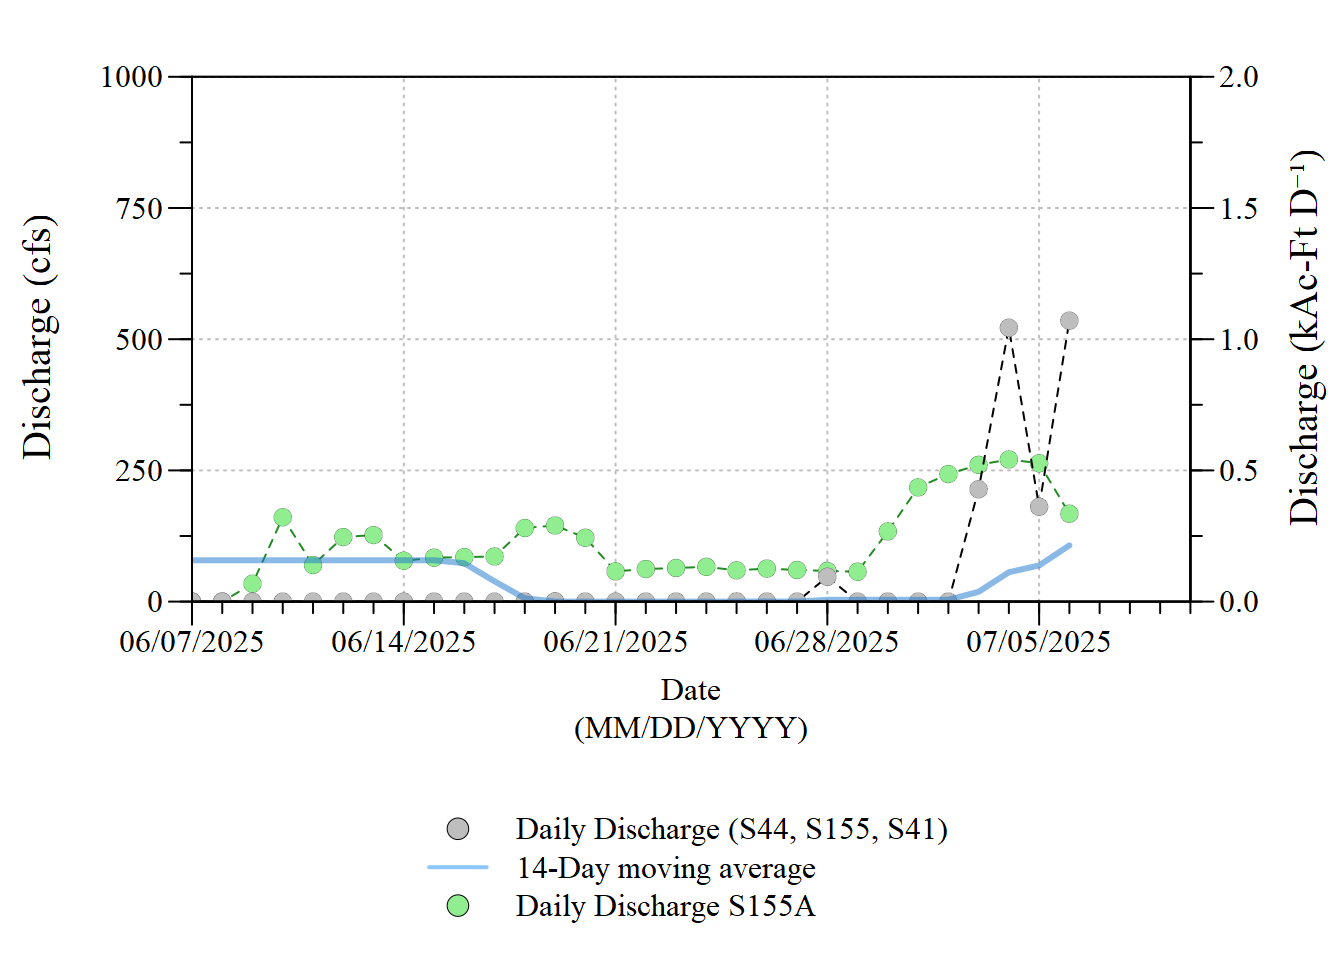 1000
750
500
250
0
Discharge (cfs)
2.0
1.5
1.0
0.5
0.0
Discharge (kAc-Ft D⁻¹)
06/07/2025
06/14/2025
06/21/2025
06/28/2025
07/05/2025
Date
(MM/DD/YYYY)
Daily Discharge (S44, S155, S41)
14-Day moving average
Daily Discharge S155A